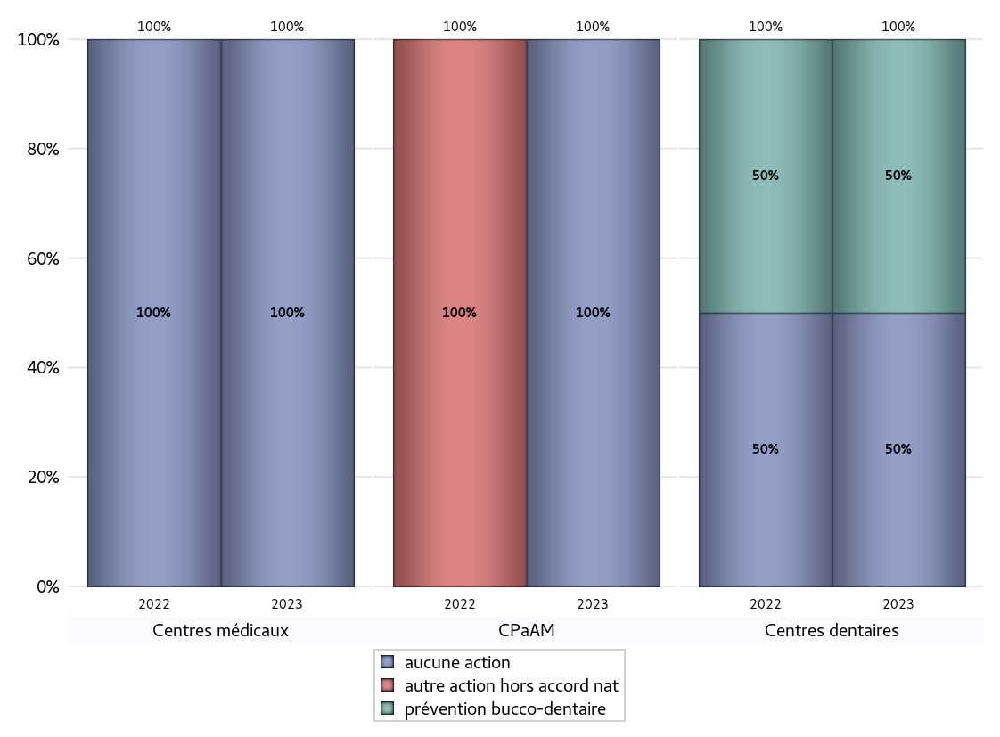 100% 100% 100% 100% 100% 100%
100%
80%
50% 50%
60%
100% 100% 100% 100%
40%
50% 50%
20%
0%
2022 2023 2022 2023 2022 2023
Centres médicaux CPaAM Centres dentaires
aucune action
autre action hors accord nat
prévention bucco-dentaire